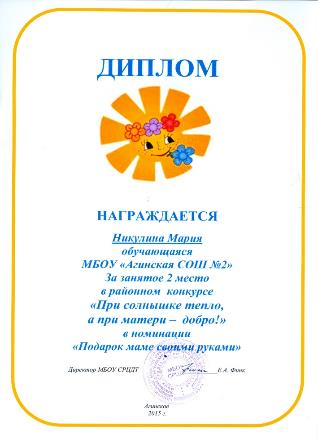 ДИПЛОМ
НАГРАЖДАЕТСЯ
Никулина Мария
обучающаяся
МБОУ «Агинская СОШ №2»
За занятое 2 место
в районном конкурсе
«При солнышке тепло,
а при матери – добро!»
в номинации
«Подарок маме своими руками»
Директор МБОУ СРЦДТ Е.А. Финк
Агинское
2015 г.